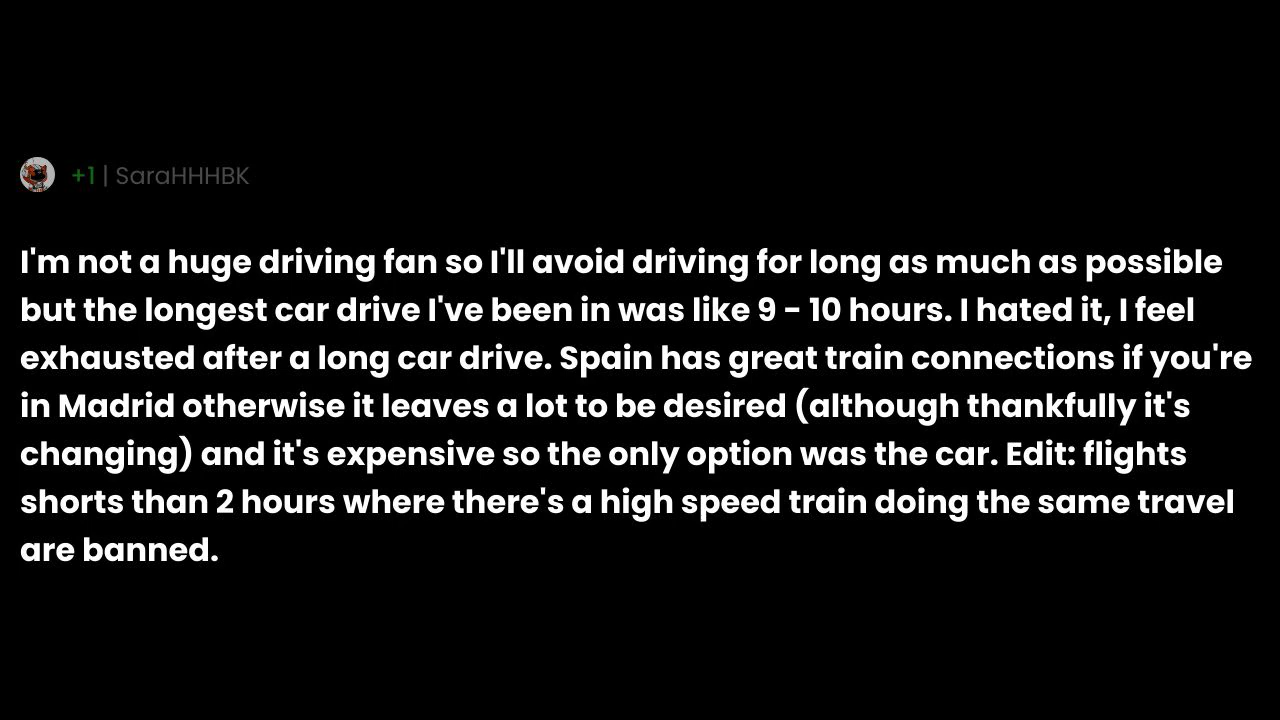 +1 | SaraHHHBK
I'm not a huge driving fan so I'll avoid driving for long as much as possible
but the longest car drive I've been in was like 9 - 10 hours. I hated it, I feel
exhausted after a long car drive. Spain has great train connections if you're
in Madrid otherwise it leaves a lot to be desired (although thankfully it's
changing) and it's expensive so the only option was the car. Edit: flights
shorts than 2 hours where there's a high speed train doing the same travel
are banned.